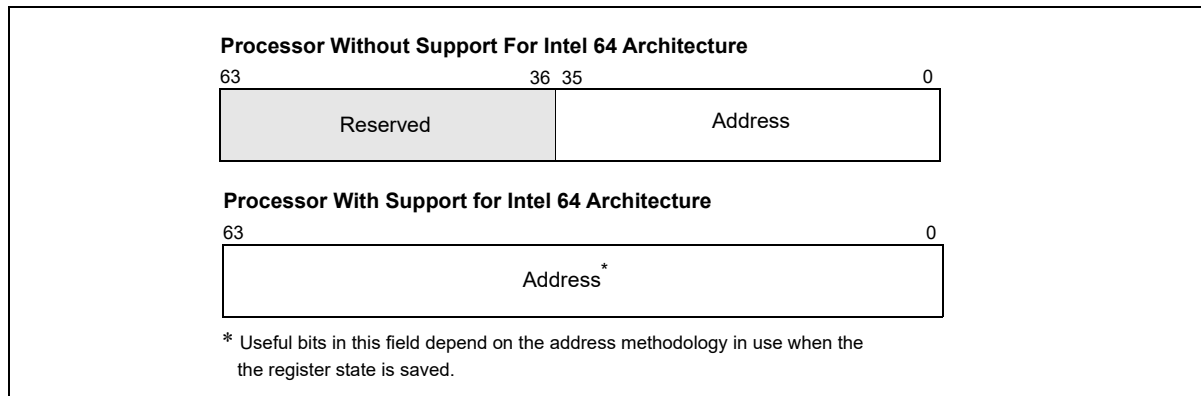 Processor Without Support For Intel 64 Architecture
63 36 35 0
Reserved Address
Processor With Support for Intel 64 Architecture
63 0
Address*
* Useful bits in this field depend on the address methodology in use when the
the register state is saved.